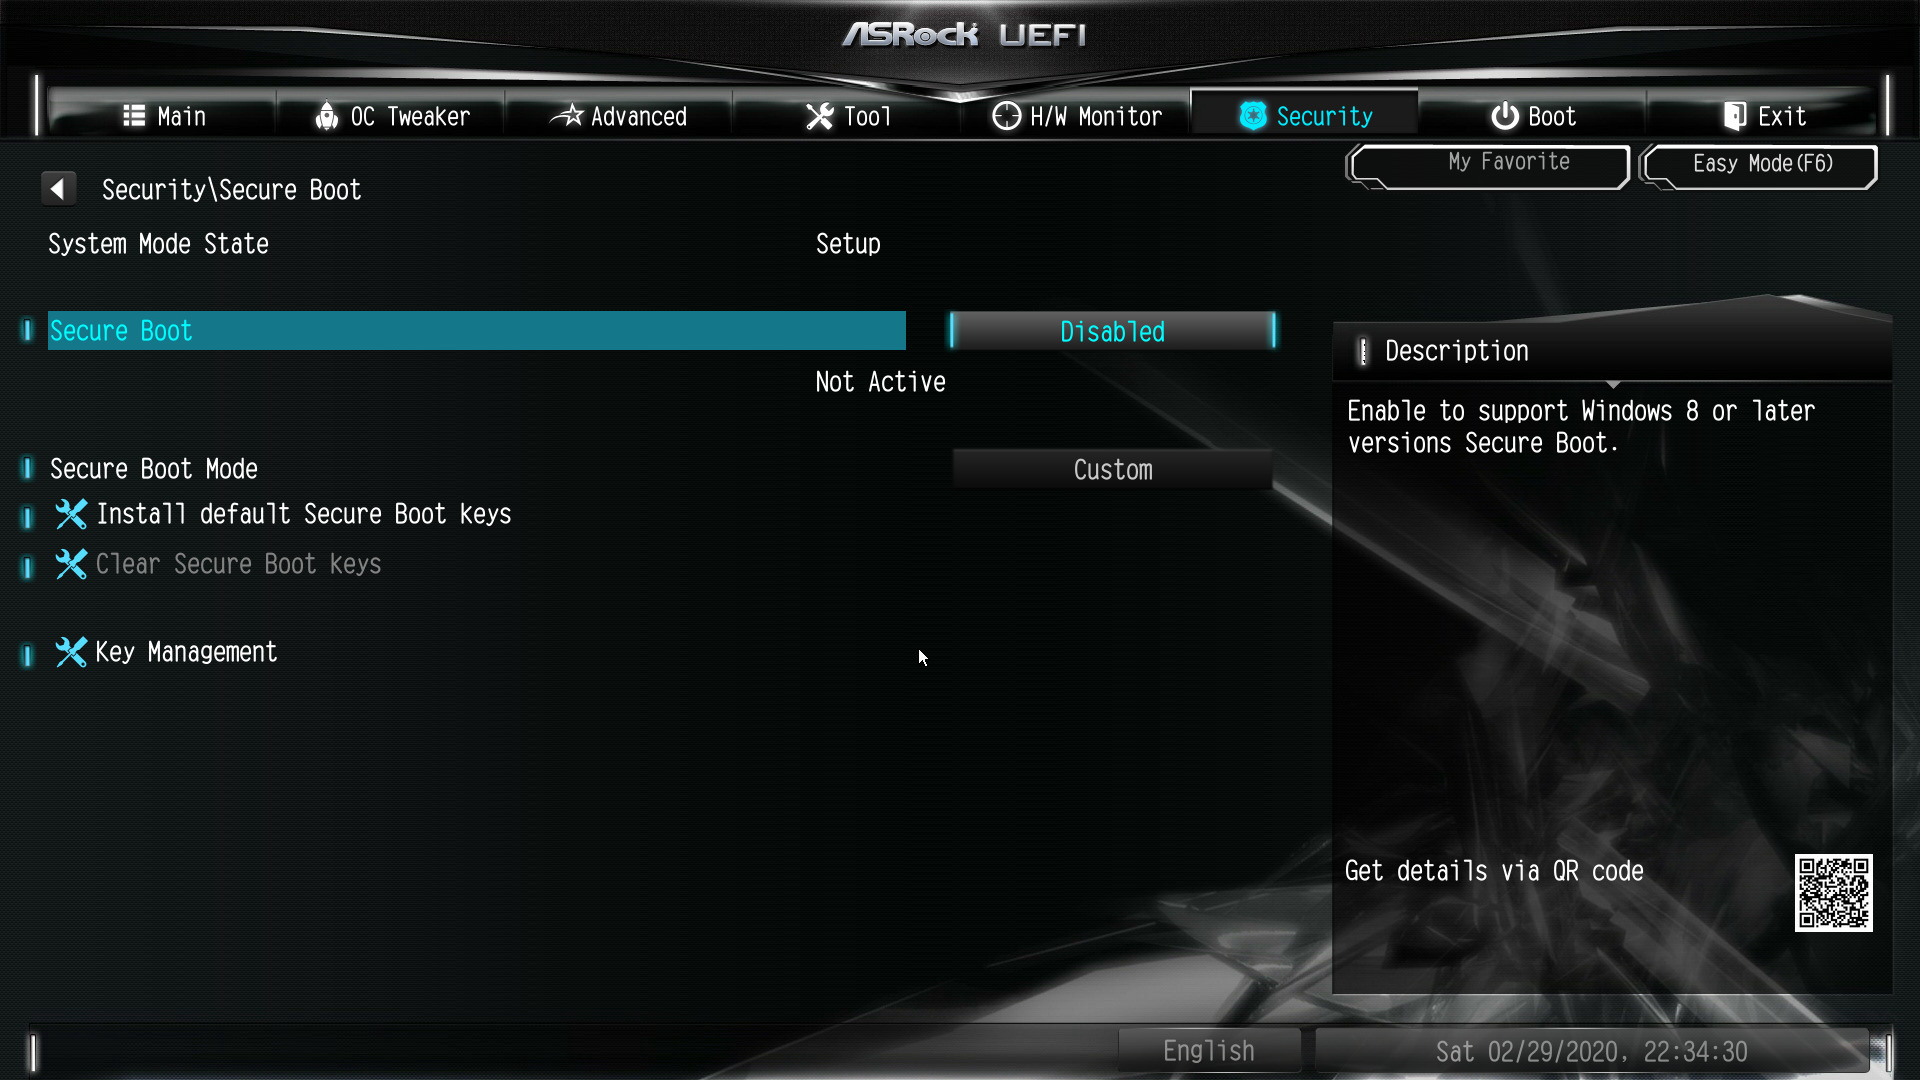 ASRock UEFI
Main OC Tweaker Advanced Tool H/W Monitor Security Boot Exit
My Favorite Easy Mode(F6)
Security\Secure Boot
System Mode State Setup
Secure Boot Disabled
Not Active
Secure Boot Mode Custom
Install default Secure Boot keys
Clear Secure Boot keys
Key Management
Description
Enable to support Windows 8 or later
versions Secure Boot.
Get details via QR code
English Sat 02/29/2020, 22:34:30